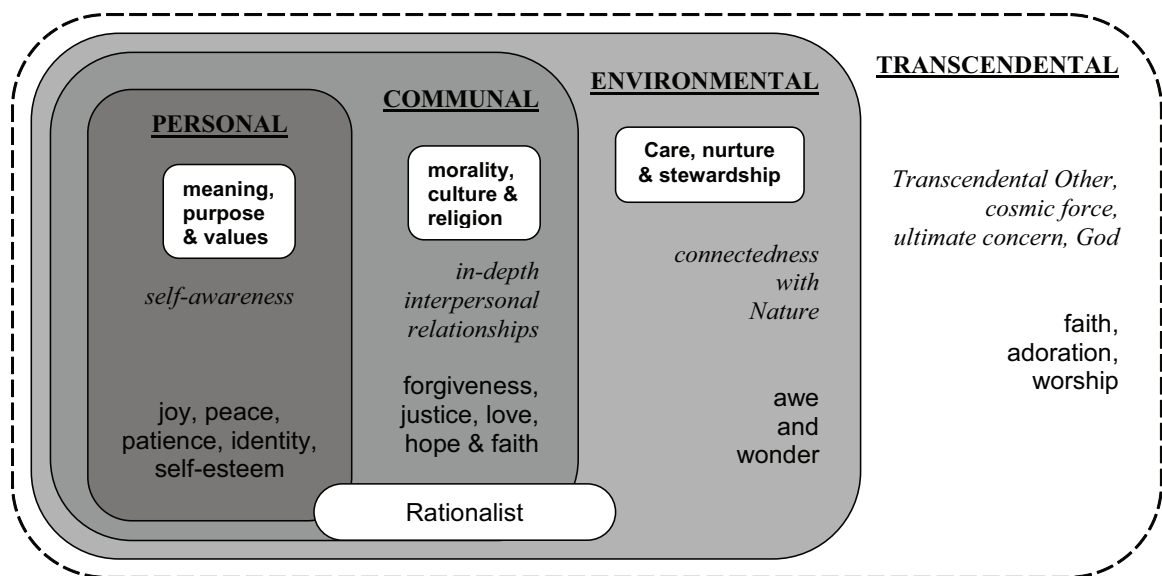 PERSONAL
meaning,
purpose
& values
self-awareness
joy, peace,
patience, identity,
self-esteem
COMMUNAL
morality,
culture &
religion
in-depth
interpersonal
relationships
forgiveness,
justice, love,
hope & faith
ENVIRONMENTAL
Care, nurture
& stewardship
connectedness
with
Nature
awe
and
wonder
TRANSCENDENTAL
Transcendental Other,
cosmic force,
ultimate concern, God
faith,
adoration,
worship
Rationalist